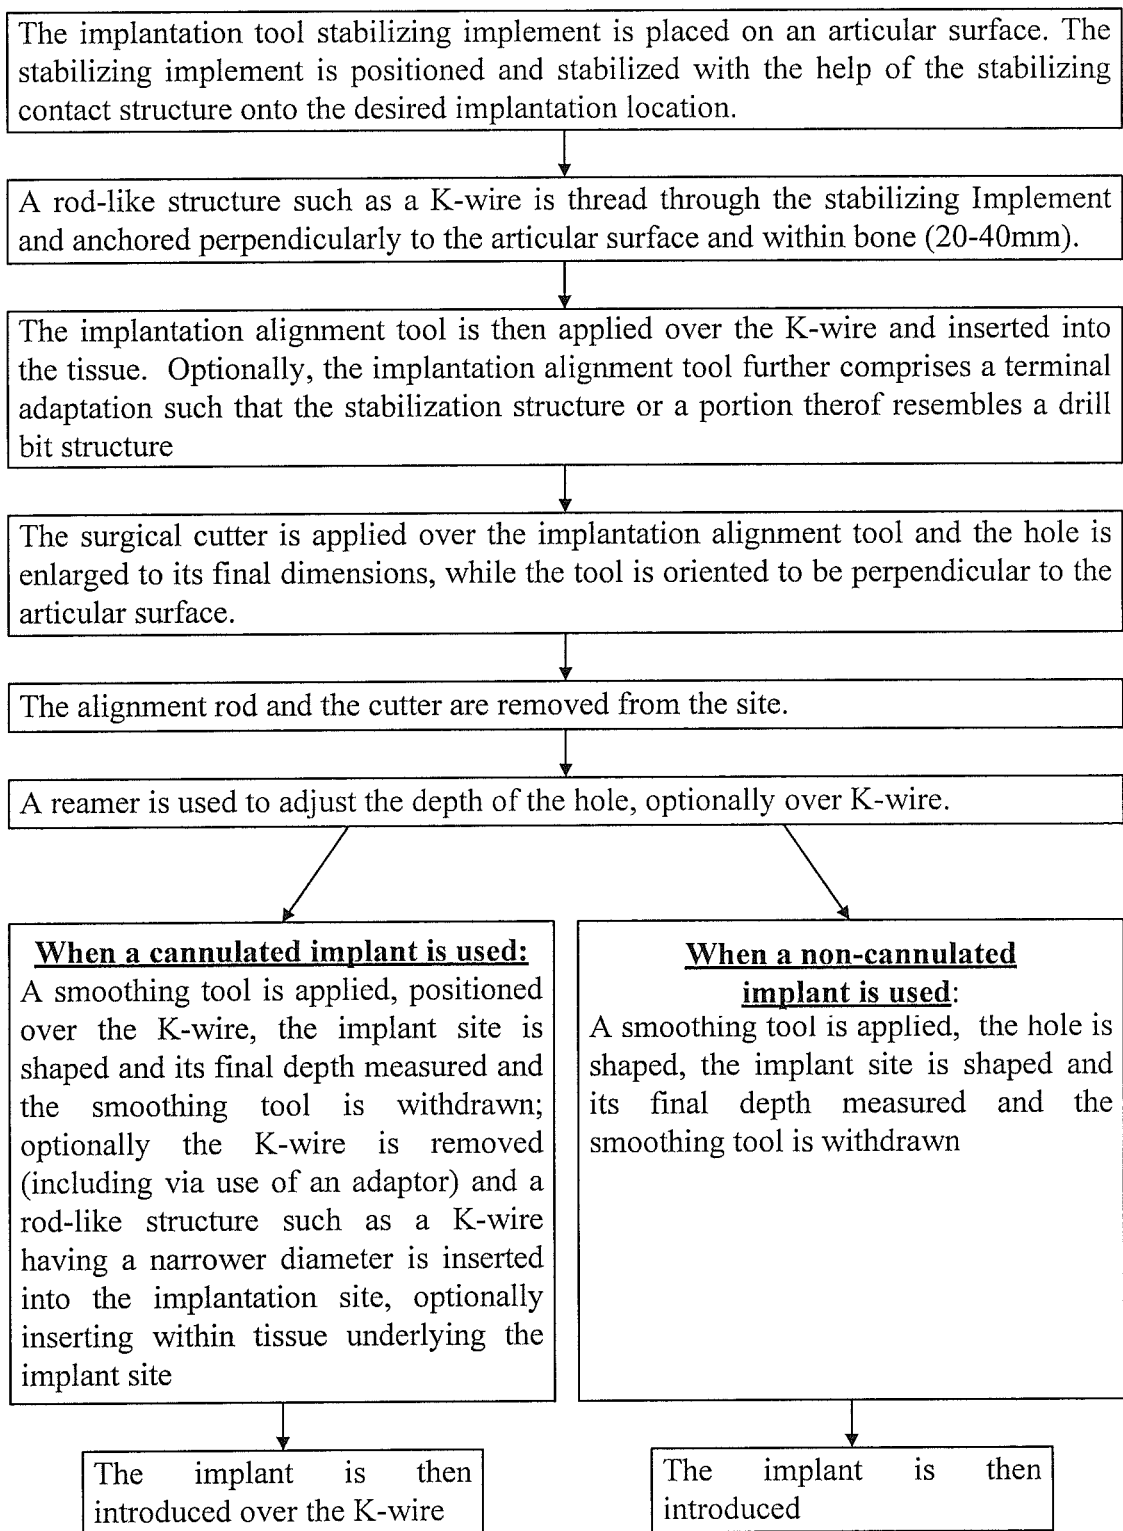 The implantation tool stabilizing implement is placed on an articular surface. The
stabilizing implement is positioned and stabilized with the help of the stabilizing
contact structure onto the desired implantation location.
A rod-like structure such as a K-wire is thread through the stabilizing Implement
and anchored perpendicularly to the articular surface and within bone (20-40mm).
The implantation alignment tool is then applied over the K-wire and inserted into
the tissue. Optionally, the implantation alignment tool further comprises a terminal
adaptation such that the stabilization structure or a portion therof resembles a drill
bit structure
The surgical cutter is applied over the implantation alignment tool and the hole is
enlarged to its final dimensions, while the tool is oriented to be perpendicular to the
articular surface.
The alignment rod and the cutter are removed from the site.
A reamer is used to adjust the depth of the hole, optionally over K-wire.
When a cannulated implant is used:
A smoothing tool is applied, positioned
over the K-wire, the implant site is
shaped and its final depth measured and
the smoothing tool is withdrawn;
optionally the K-wire is removed
(including via use of an adaptor) and a
rod-like structure such as a K-wire
having a narrower diameter is inserted
into the implantation site, optionally
inserting within tissue underlying the
implant site
When a non-cannulated
implant is used:
A smoothing tool is applied, the hole is
shaped, the implant site is shaped and
its final depth measured and the
smoothing tool is withdrawn
The implant is then
introduced over the K-wire
The implant is then
introduced